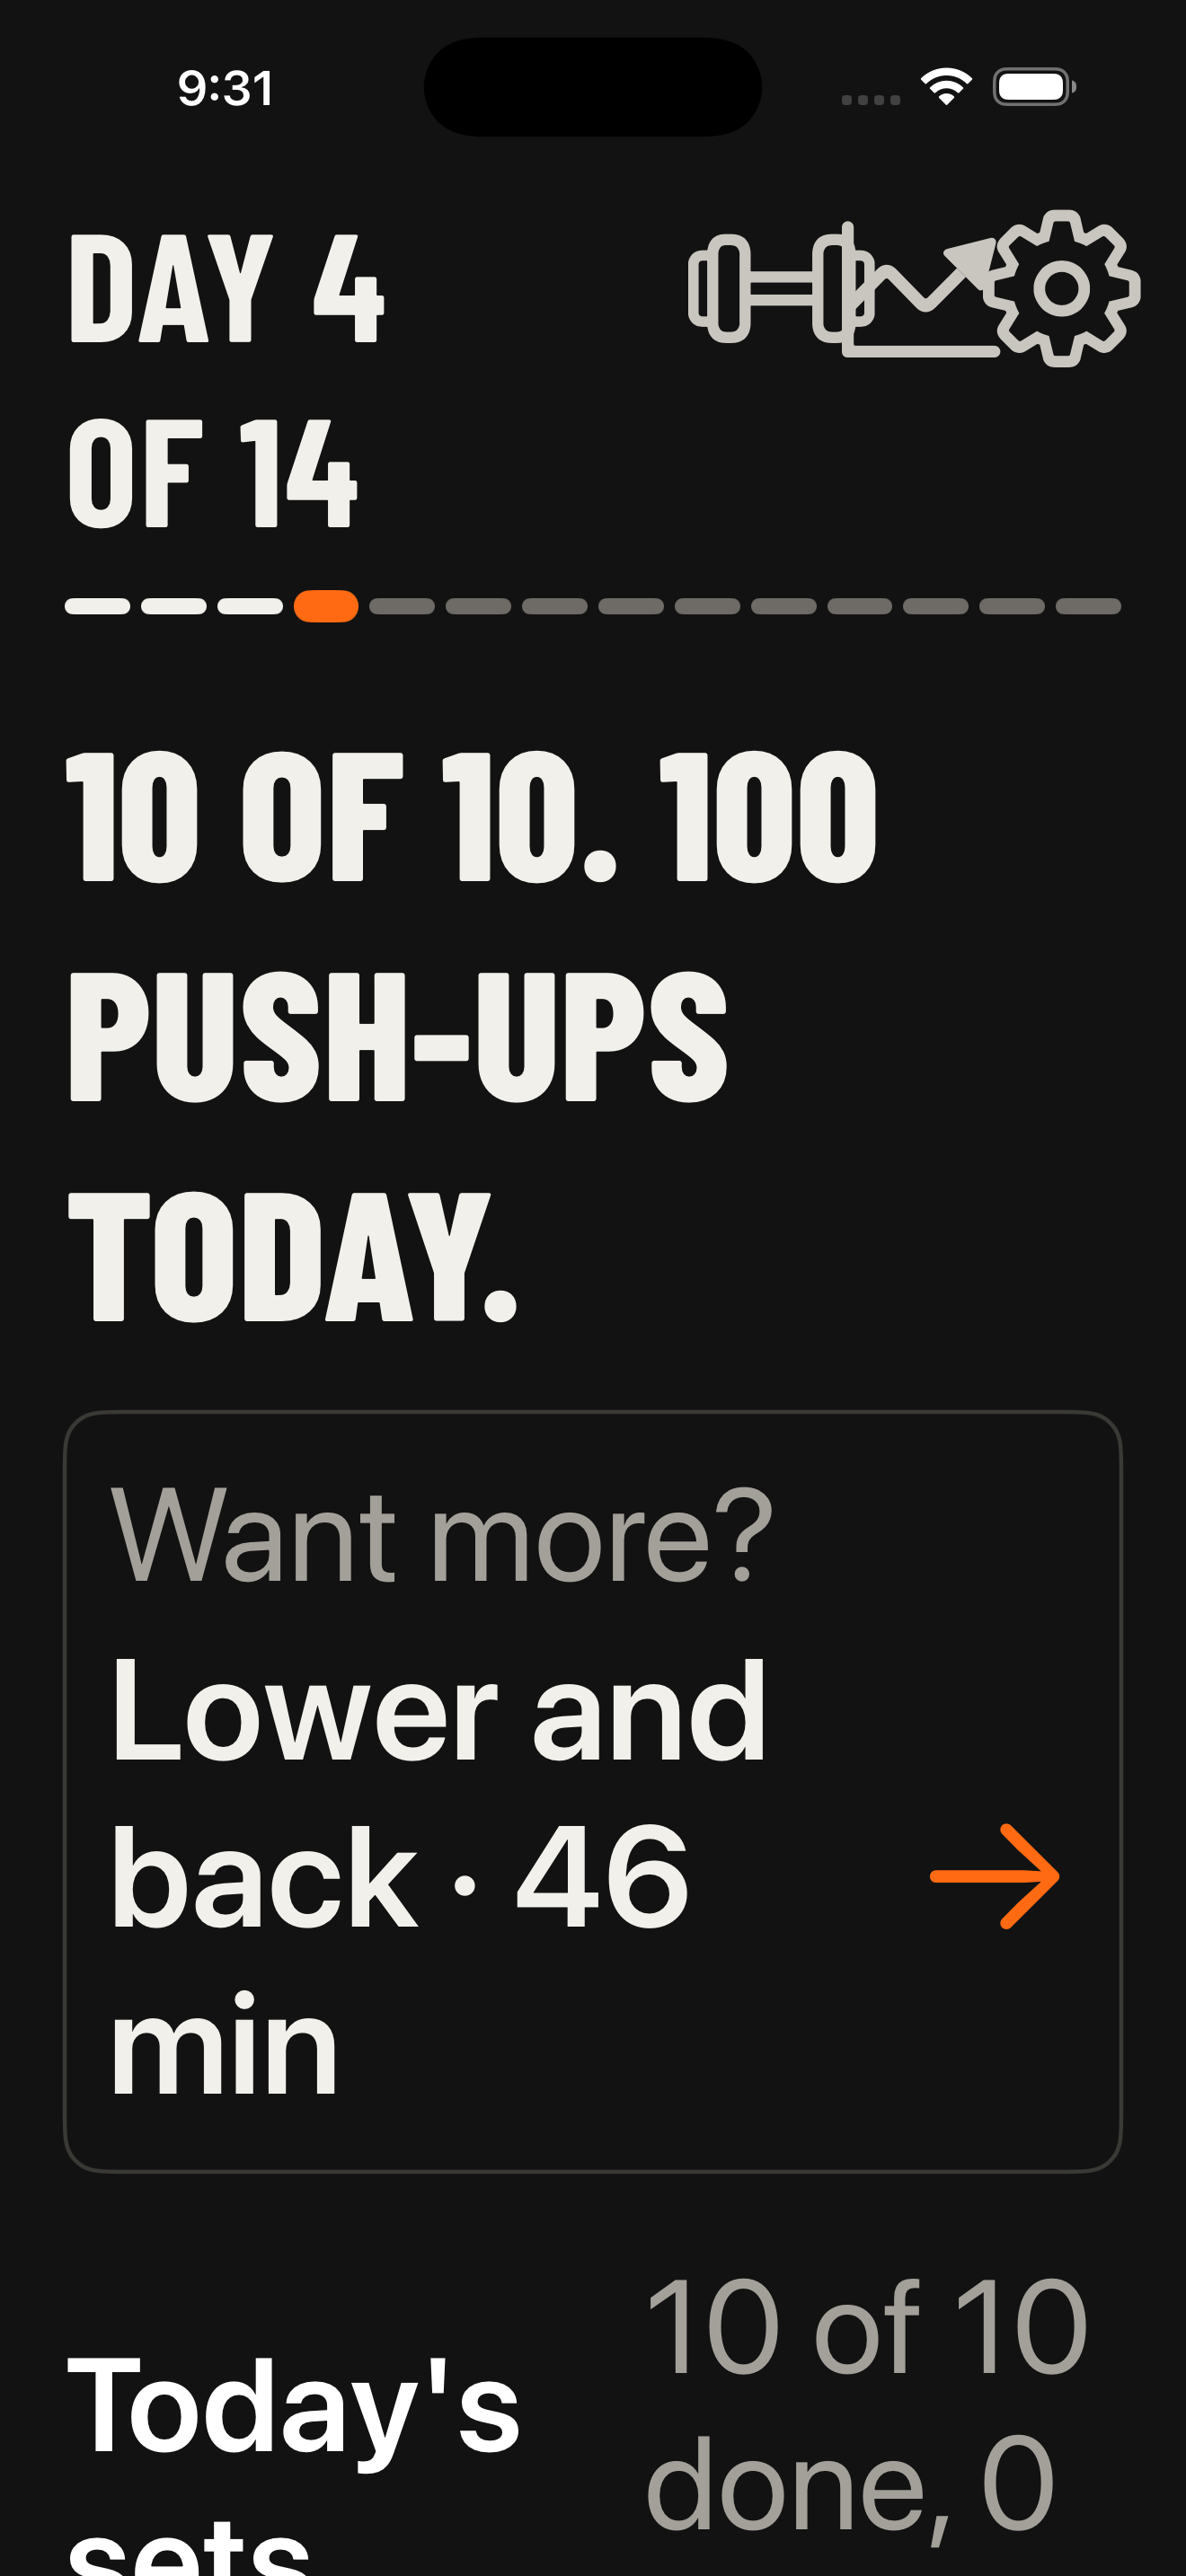 9:31
DAY 4
OF 14
10 OF 10. 100
PUSH-UPS
TODAY.
Want more?
Lower and
back · 46
min
Today's
sets
10 of 10
done, 0